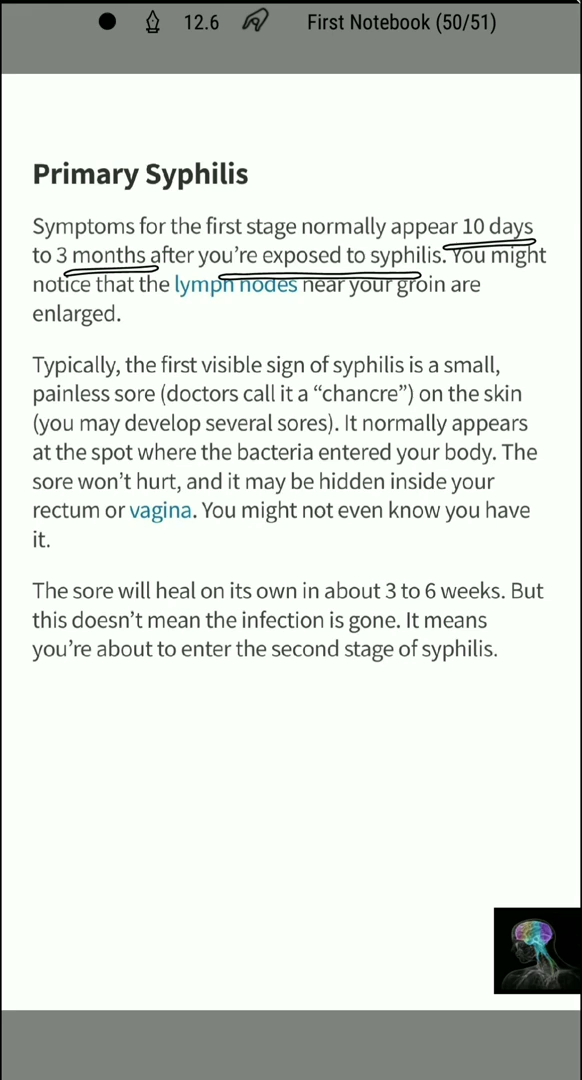 12.6 First Notebook (50/51)
Primary Syphilis
Symptoms for the first stage normally appear 10 days
to 3 months after you’re exposed to syphilis. You might
notice that the lymph nodes near your groin are
enlarged.
Typically, the first visible sign of syphilis is a small,
painless sore (doctors call it a “chancre”) on the skin
(you may develop several sores). It normally appears
at the spot where the bacteria entered your body. The
sore won’t hurt, and it may be hidden inside your
rectum or vagina. You might not even know you have
it.
The sore will heal on its own in about 3 to 6 weeks. But
this doesn’t mean the infection is gone. It means
you’re about to enter the second stage of syphilis.